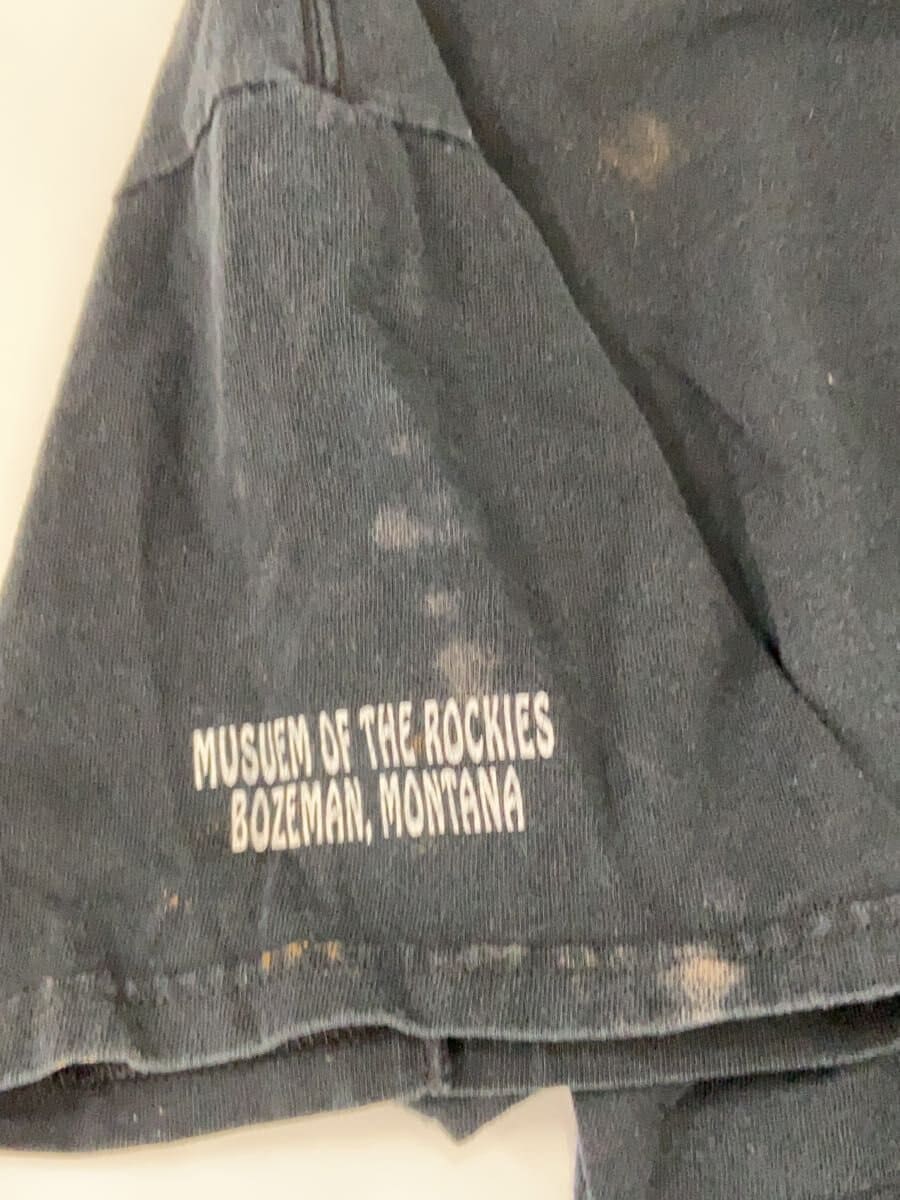 MUSUEM OF THE ROCKIES
BOZEMAN, MONTANA